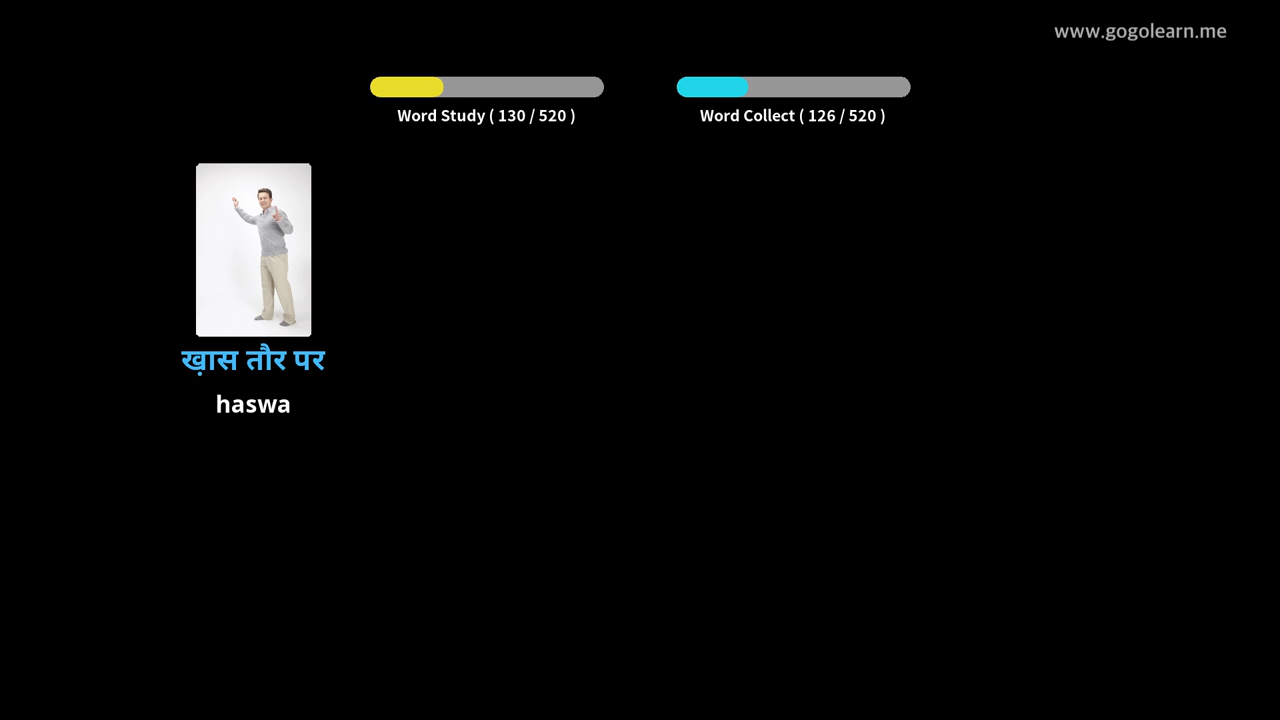 www.gogolearn.me
Word Study ( 130 / 520 )
Word Collect ( 126 / 520 )
ख़ास तौर पर
haswa